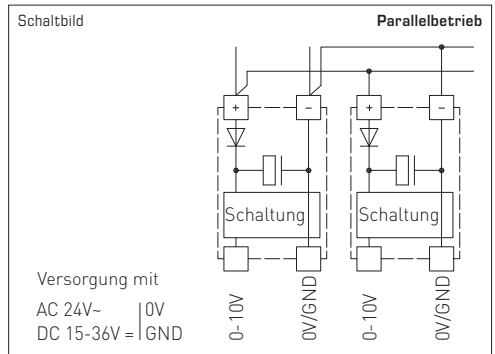 Schaltbild
Parallelbetrieb
+ − + −
Schaltung Schaltung
Versorgung mit
AC 24V~ 0V
DC 15-36V = GND
0-10V
0V/GND
0-10V
0V/GND